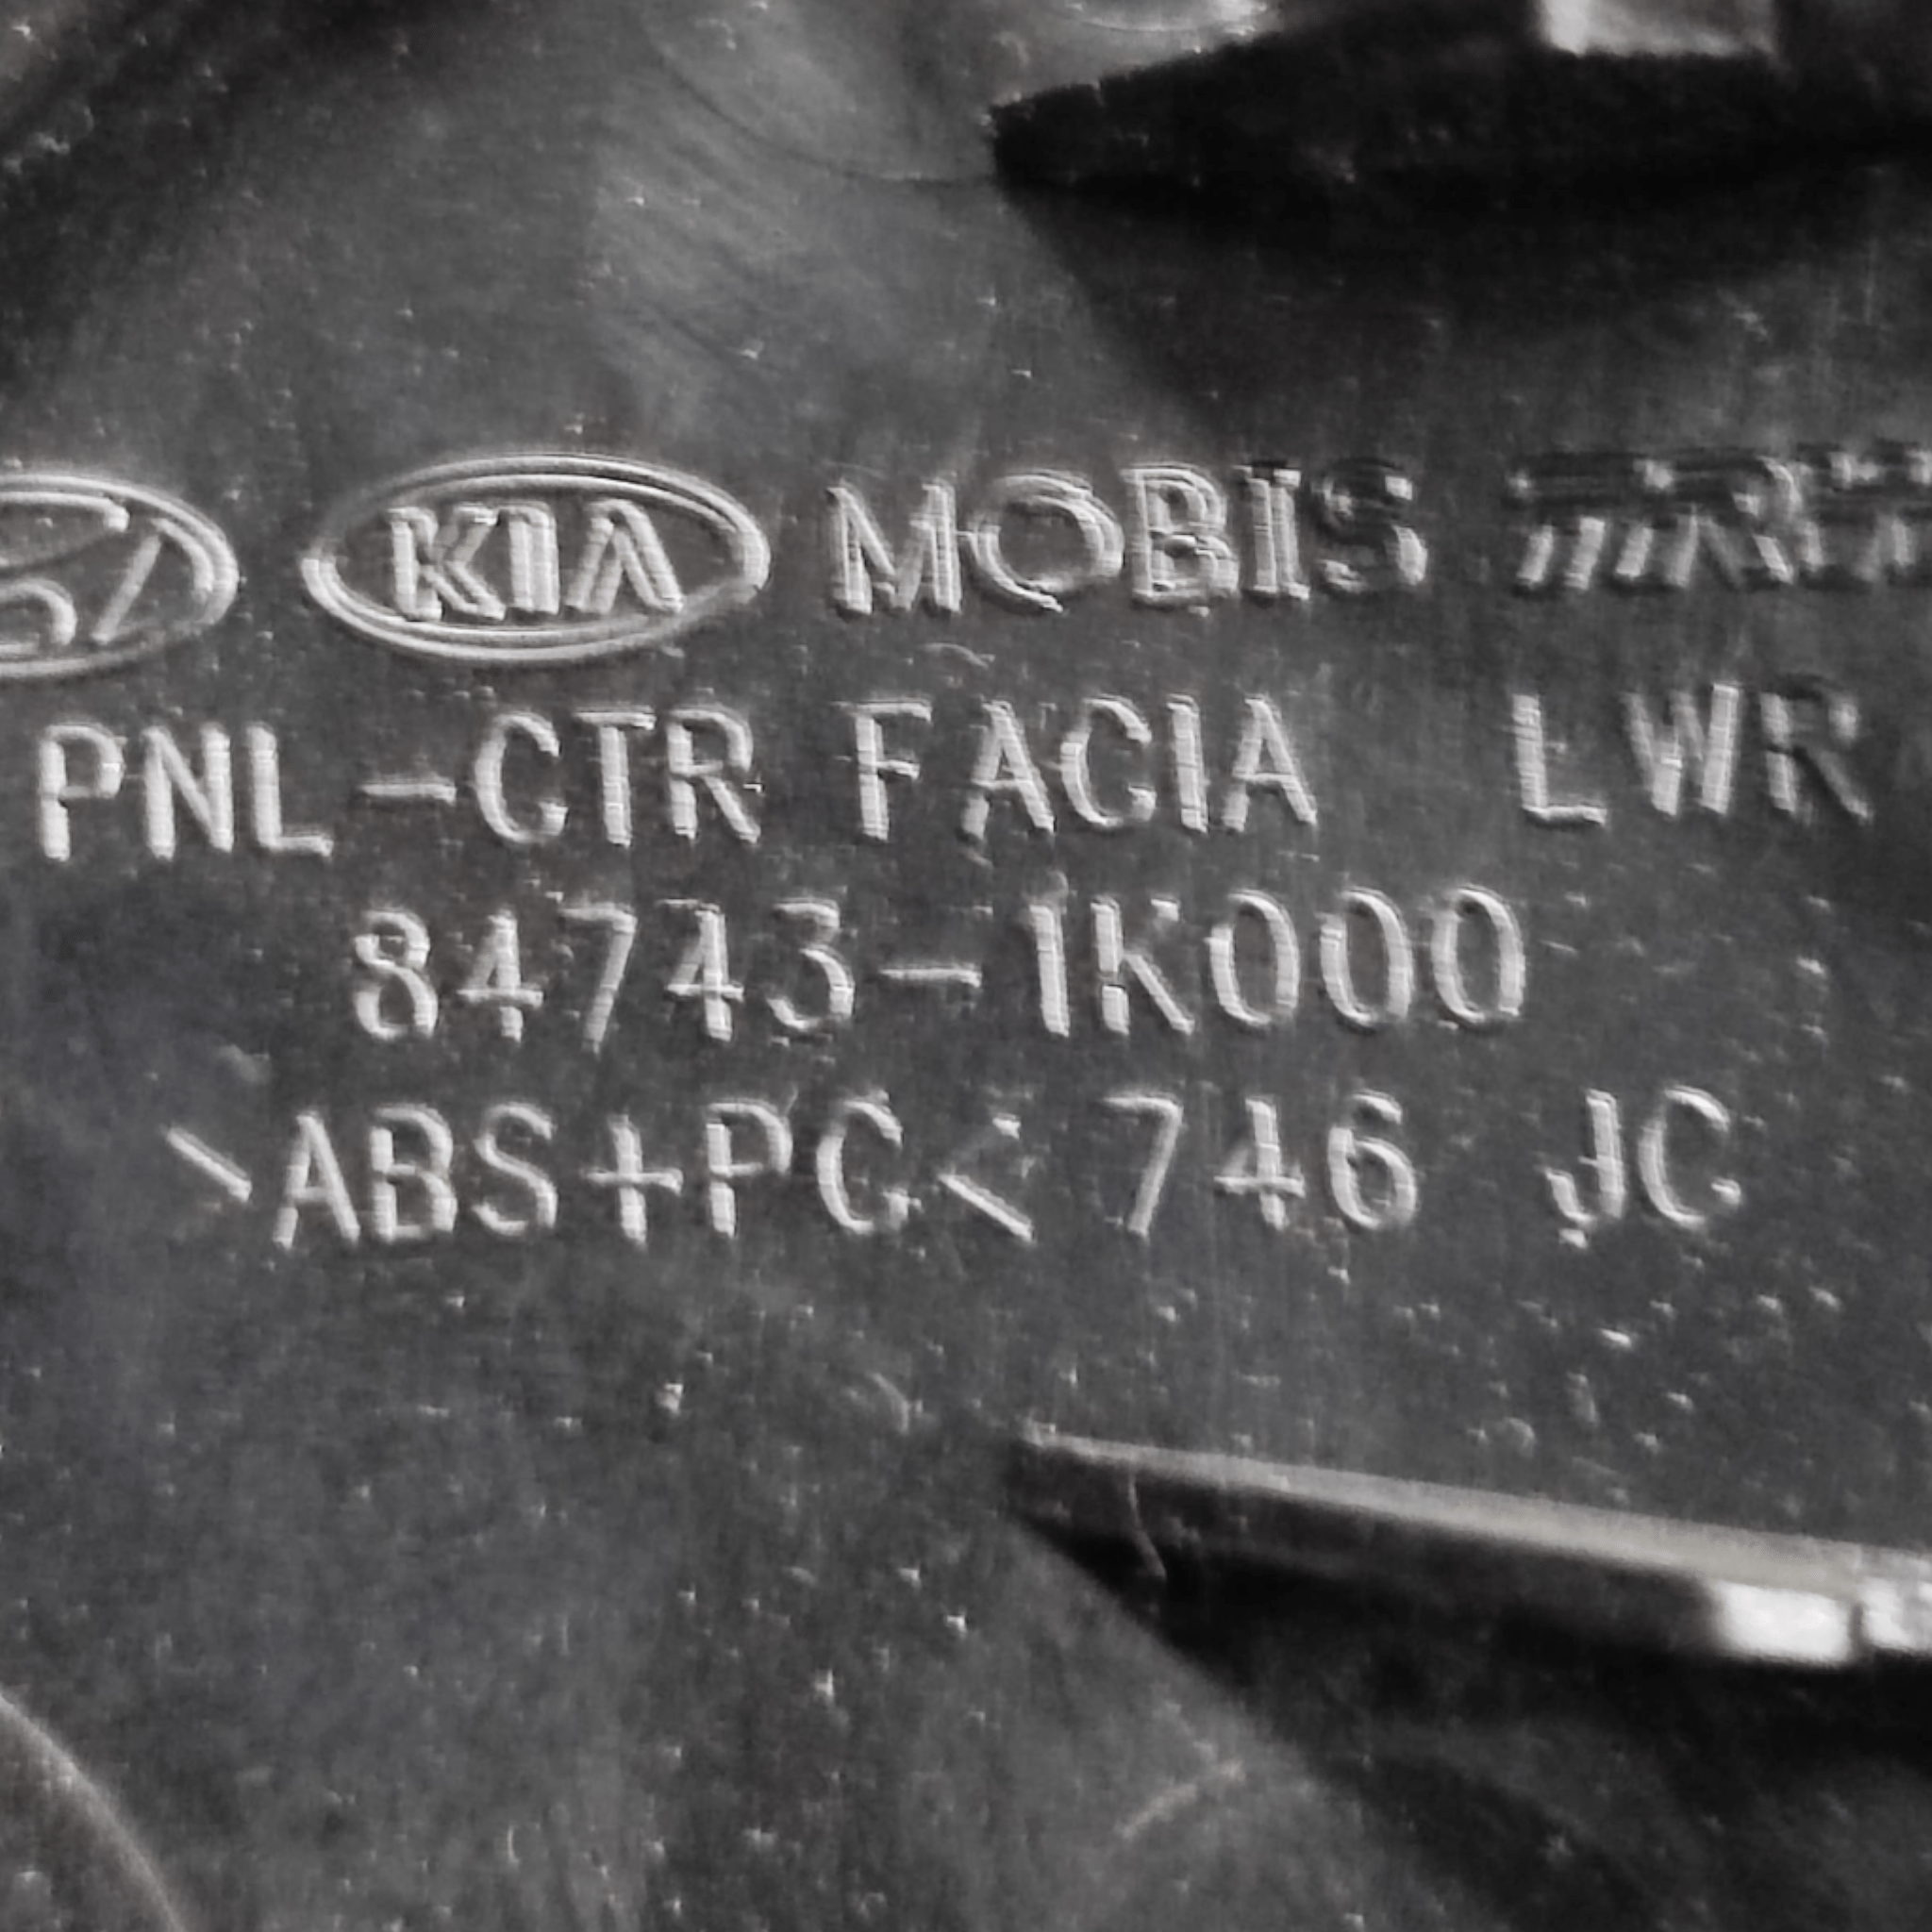 KIA MOBIS
PNL-CTR FACIA LWR
84743-1K000
>ABS+PC< 746 JC